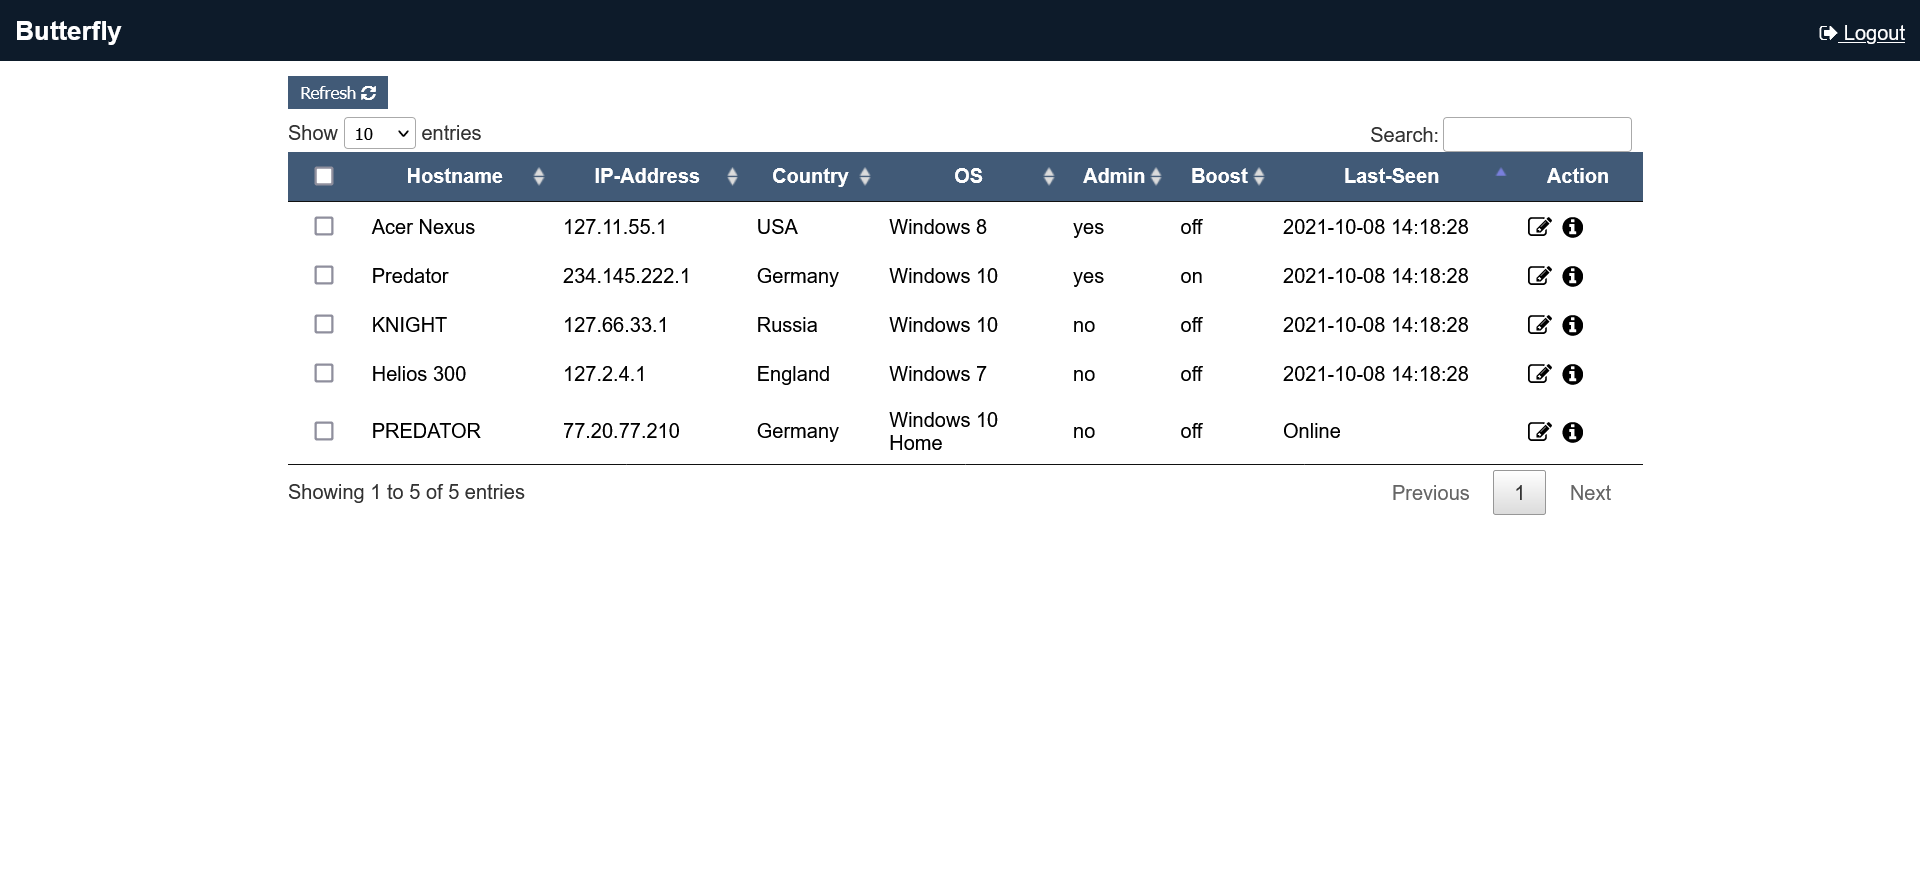 Butterfly
Logout
Refresh
Show 10 entries
Search:
Hostname IP-Address Country OS Admin Boost Last-Seen Action
Acer Nexus 127.11.55.1 USA Windows 8 yes off 2021-10-08 14:18:28
Predator 234.145.222.1 Germany Windows 10 yes on 2021-10-08 14:18:28
KNIGHT 127.66.33.1 Russia Windows 10 no off 2021-10-08 14:18:28
Helios 300 127.2.4.1 England Windows 7 no off 2021-10-08 14:18:28
PREDATOR 77.20.77.210 Germany Windows 10 Home no off Online
Showing 1 to 5 of 5 entries
Previous 1 Next